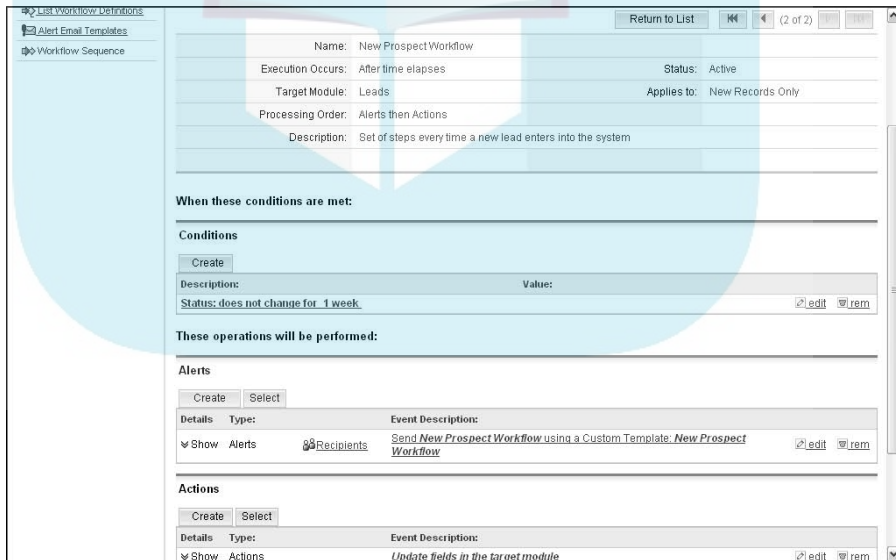 List Workflow Definitions
Alert Email Templates
Workflow Sequence
Return to List (2 of 2)
Name: New Prospect Workflow
Execution Occurs: After time elapses Status: Active
Target Module: Leads Applies to: New Records Only
Processing Order: Alerts then Actions
Description: Set of steps every time a new lead enters into the system
When these conditions are met:
Conditions
Create
Description: Value:
Status: does not change for 1 week edit rem
These operations will be performed:
Alerts
Create Select
Details Type: Event Description:
Show Alerts Recipients Send New Prospect Workflow using a Custom Template: New Prospect
Workflow edit rem
Actions
Create Select
Details Type: Event Description:
Show Actions Update fields in the target module edit rem